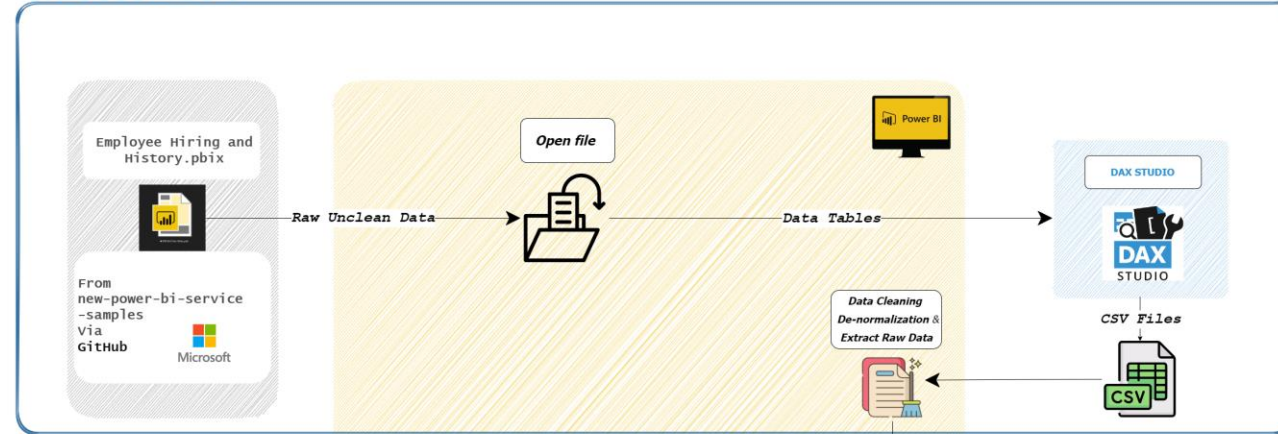 Employee Hiring and
History.pbix
From
new-power-bi-service
-samples
Via
GitHub
Microsoft
Raw Unclean Data
Open file
Power BI
Data Tables
DAX STUDIO
DAX
STUDIO
CSV Files
CSV
Data Cleaning
De-normalization &
Extract Raw Data